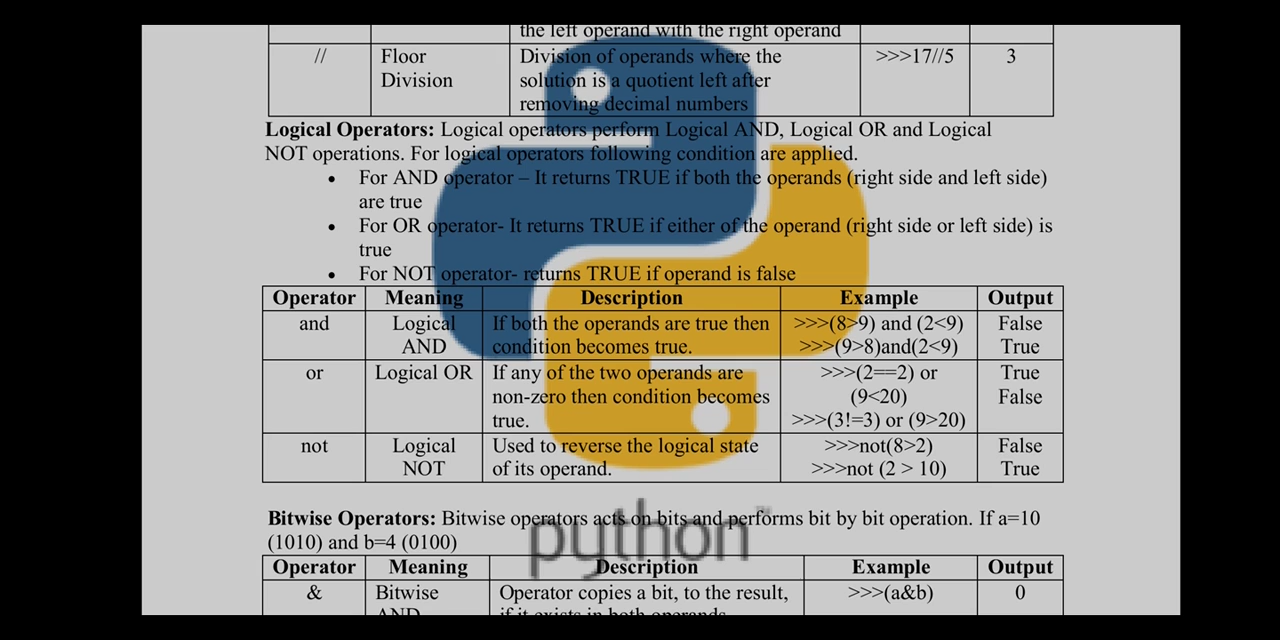 the left operand with the right operand
// Floor Division of operands where the >>>17//5 3
Division solution is a quotient left after
removing decimal numbers
Logical Operators: Logical operators perform Logical AND, Logical OR and Logical
NOT operations. For logical operators following condition are applied.
• For AND operator – It returns TRUE if both the operands (right side and left side)
are true
• For OR operator- It returns TRUE if either of the operand (right side or left side) is
true
• For NOT operator- returns TRUE if operand is false
Operator Meaning Description Example Output
and Logical If both the operands are true then >>>(8>9) and (2<9) False
AND condition becomes true. >>>(9>8)and(2<9) True
or Logical OR If any of the two operands are >>>(2==2) or True
non-zero then condition becomes (9<20) False
true. >>>(3!=3) or (9>20)
not Logical Used to reverse the logical state >>>not(8>2) False
NOT of its operand. >>>not (2 > 10) True
python™
Bitwise Operators: Bitwise operators acts on bits and performs bit by bit operation. If a=10
(1010) and b=4 (0100)
Operator Meaning Description Example Output
& Bitwise Operator copies a bit, to the result, >>>(a&b) 0
AND if it exists in both operands